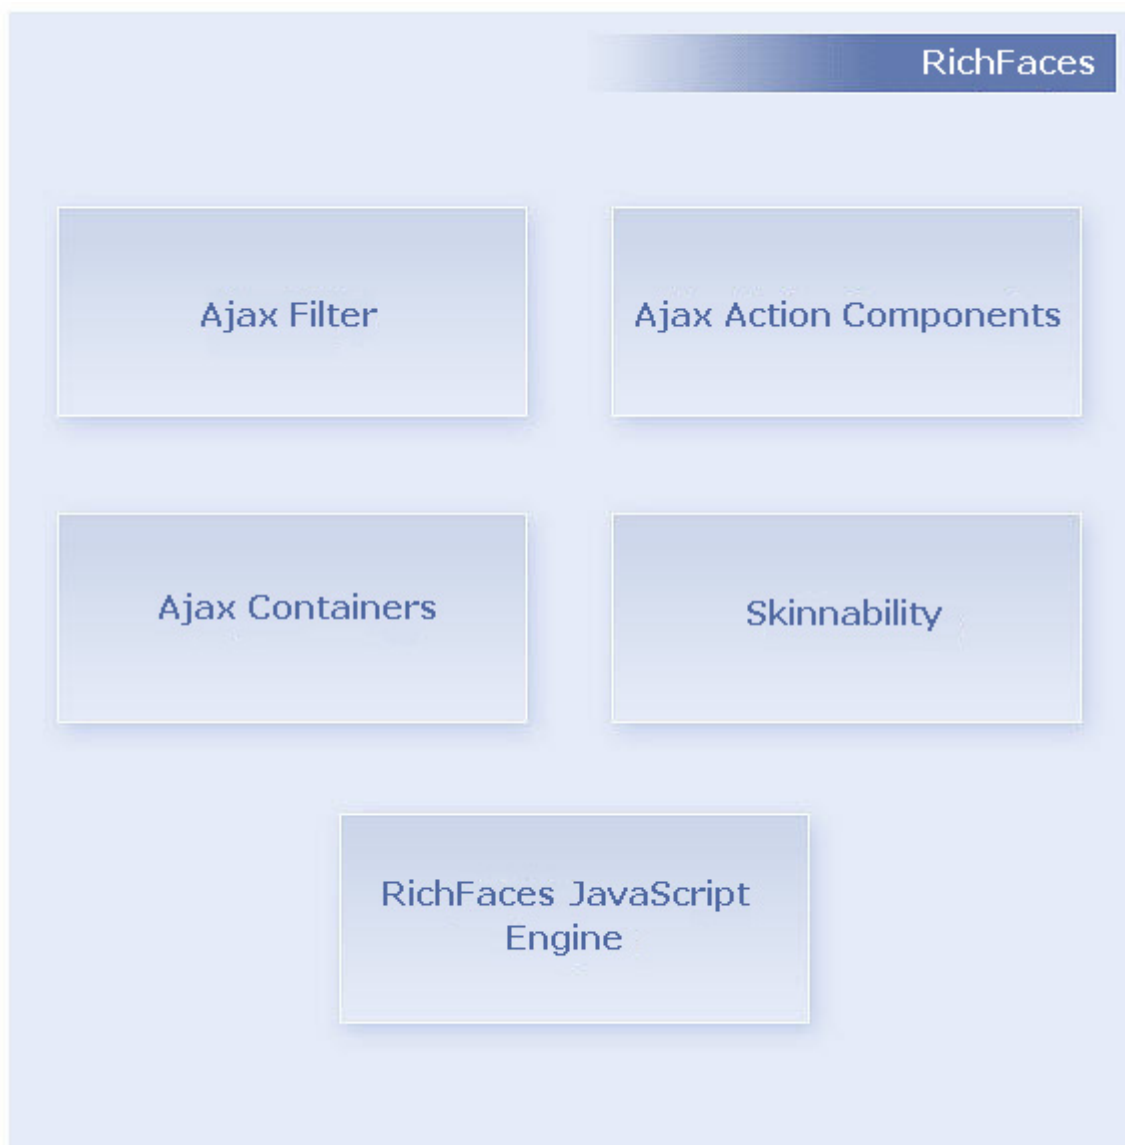 RichFaces
Ajax Filter
Ajax Action Components
Ajax Containers
Skinnability
RichFaces JavaScript
Engine